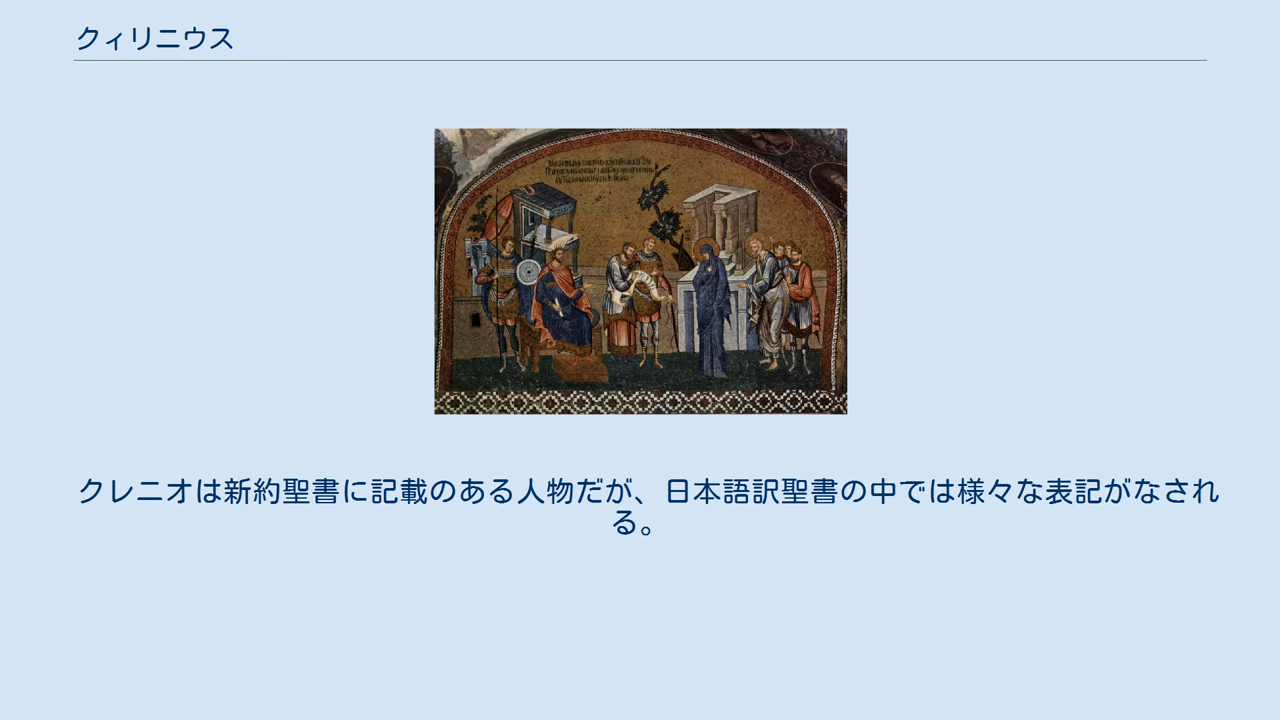 クィリニウス
クレニオは新約聖書に記載のある人物だが、日本語訳聖書の中では様々な表記がなされ
る。